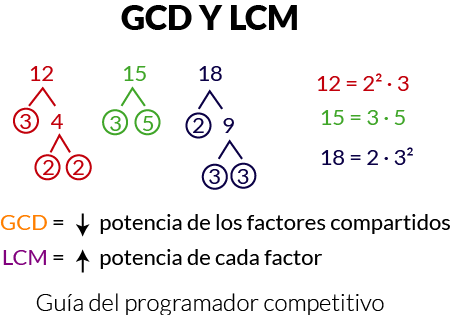 GCD Y LCM
12 15 18
12 = 2² · 3
3 4 3 5 2 9
15 = 3 · 5
18 = 2 · 3²
2 2 3 3
GCD = ↓ potencia de los factores compartidos
LCM = ↑ potencia de cada factor
Guía del programador competitivo